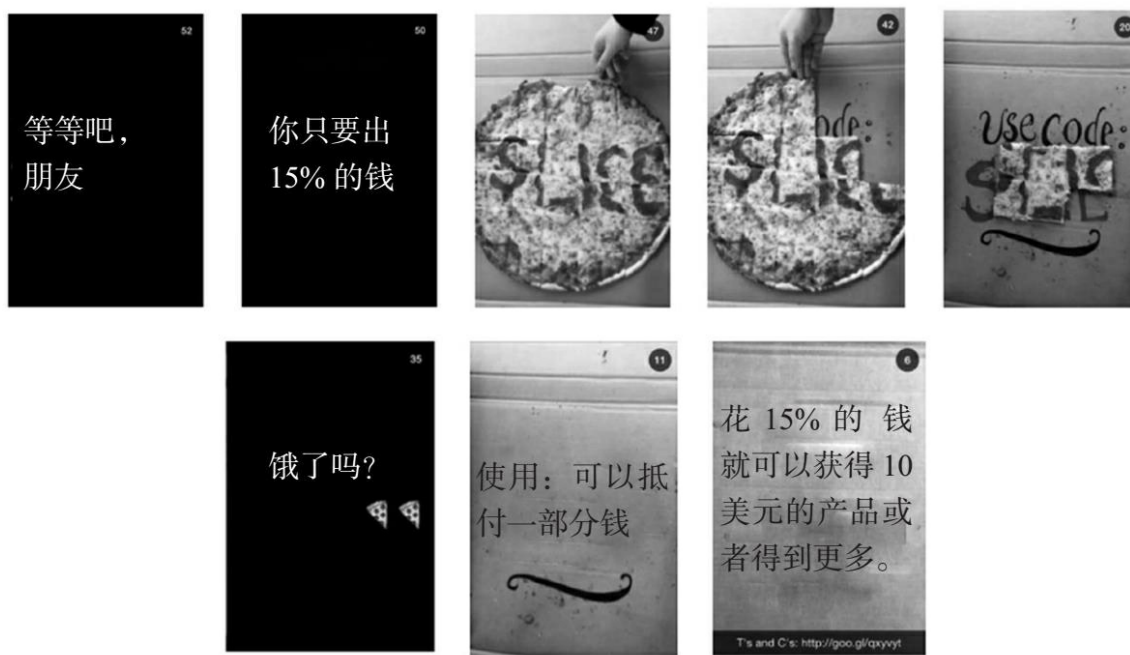 52
等等吧,
朋友
50
你只要出
15% 的钱
47
SLICE
42
ode:
SLIC
20
use code:
35
饿了吗?
11
使用:可以抵
付一部分钱
6
花 15% 的 钱
就可以获得 10
美元的产品或
者得到更多。
T's and C's: http://goo.gl/qxyvyt